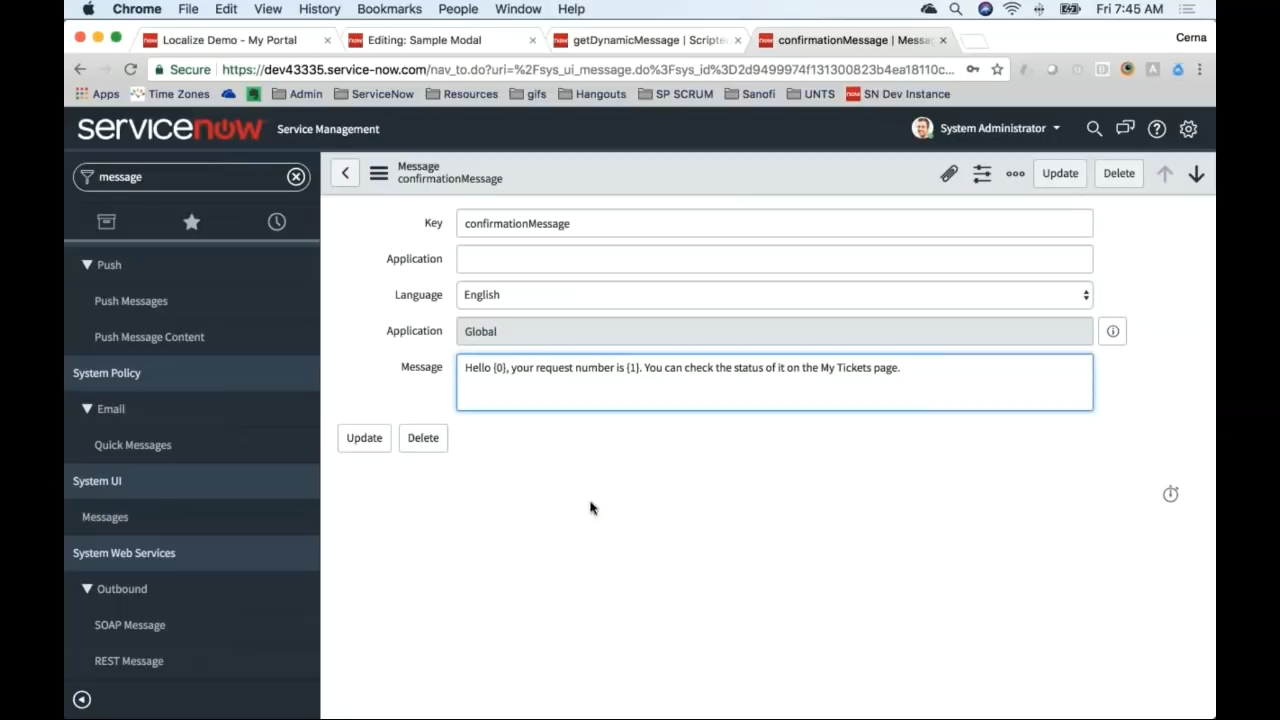 Chrome File Edit View History Bookmarks People Window Help Fri 7:45 AM
Localize Demo - My Portal × Editing: Sample Modal × getDynamicMessage | Scripte × confirmationMessage | Messa × Cerna
Secure https://dev43335.service-now.com/nav_to.do?uri=%2Fsys_ui_message.do%3Fsys_id%3D2d9499974f131300823b4ea18110c...
Apps Time Zones Admin ServiceNow Resources gifs Hangouts SP SCRUM Sanofi UNTS SN Dev Instance
servicenow Service Management System Administrator
message
Message
confirmationMessage
Update Delete
Key confirmationMessage
Application
Language English
Application Global
Message Hello {0}, your request number is {1}. You can check the status of it on the My Tickets page.
Update Delete
Push
Push Messages
Push Message Content
System Policy
Email
Quick Messages
System UI
Messages
System Web Services
Outbound
SOAP Message
REST Message